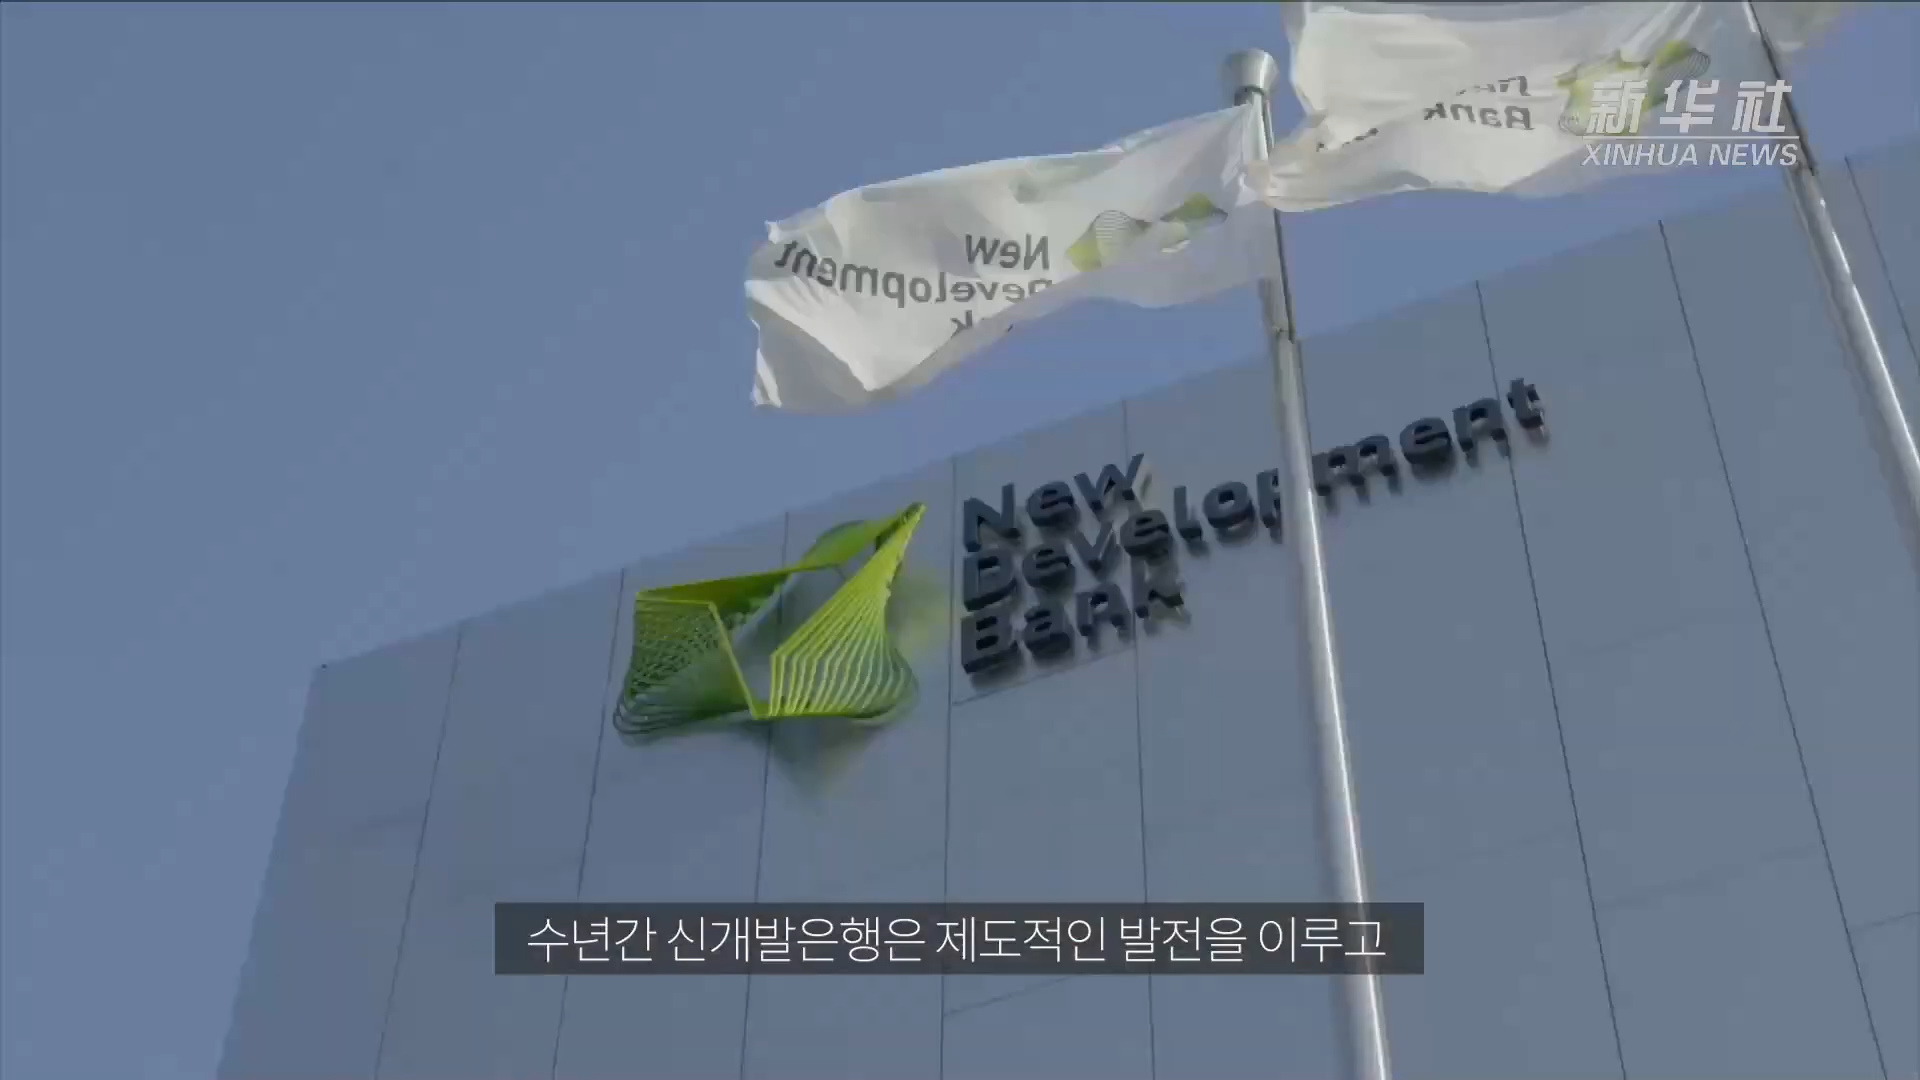 新华社
XINHUA NEWS
Bank
New
Development
New
Development
Bank
수년간 신개발은행은 제도적인 발전을 이루고